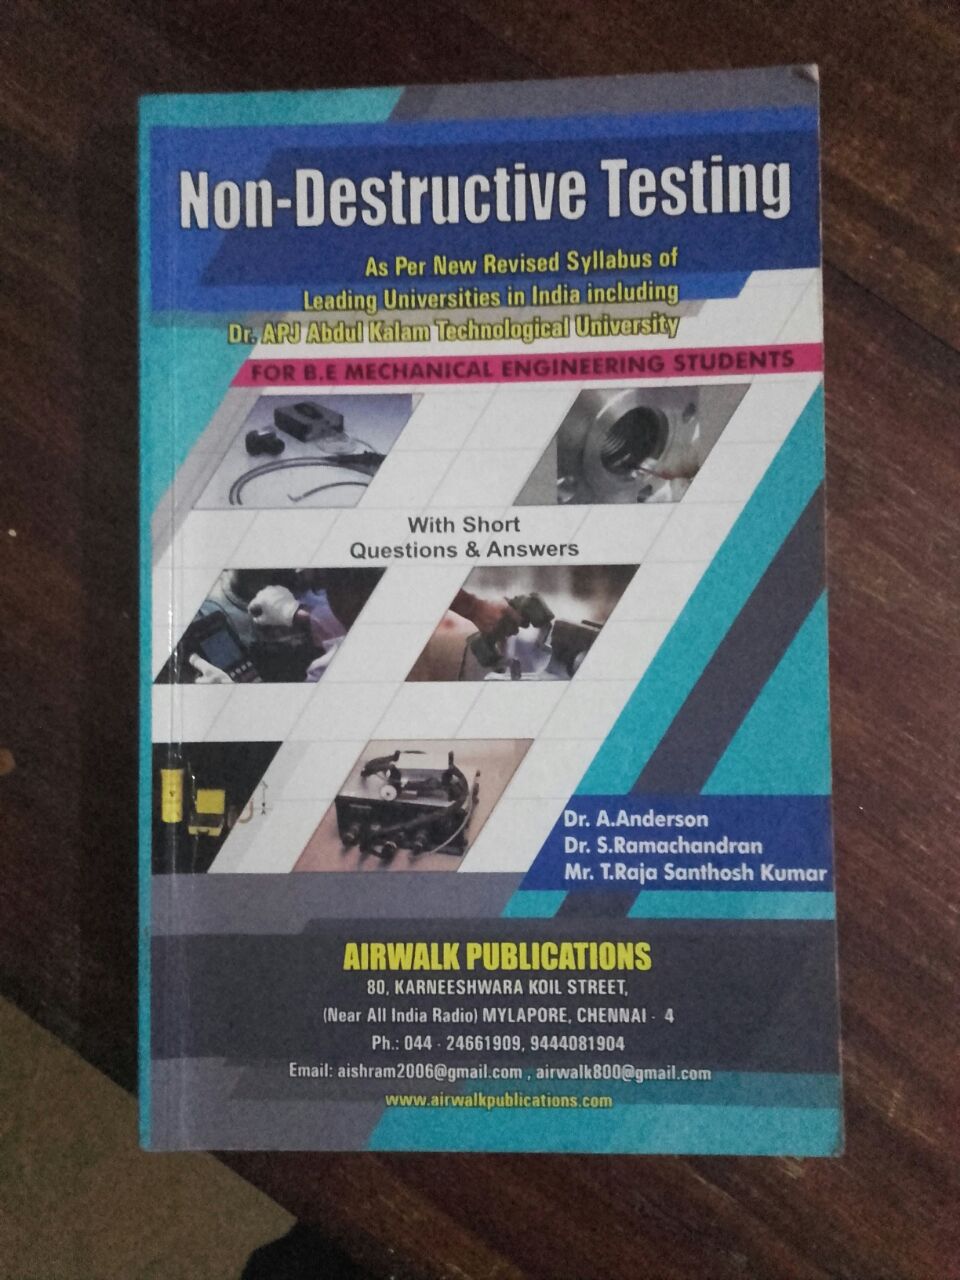 Non-Destructive Testing
As Per New Revised Syllabus of
Leading Universities in India including
Dr. APJ Abdul Kalam Technological University
FOR B.E MECHANICAL ENGINEERING STUDENTS
With Short
Questions & Answers
Dr. A.Anderson
Dr. S.Ramachandran
Mr. T.Raja Santhosh Kumar
AIRWALK PUBLICATIONS
80, KARNEESHWARA KOIL STREET,
(Near All India Radio) MYLAPORE, CHENNAI - 4
Ph.: 044 - 24661909, 9444081904
Email: aishram2006@gmail.com , airwalk800@gmail.com
www.airwalkpublications.com